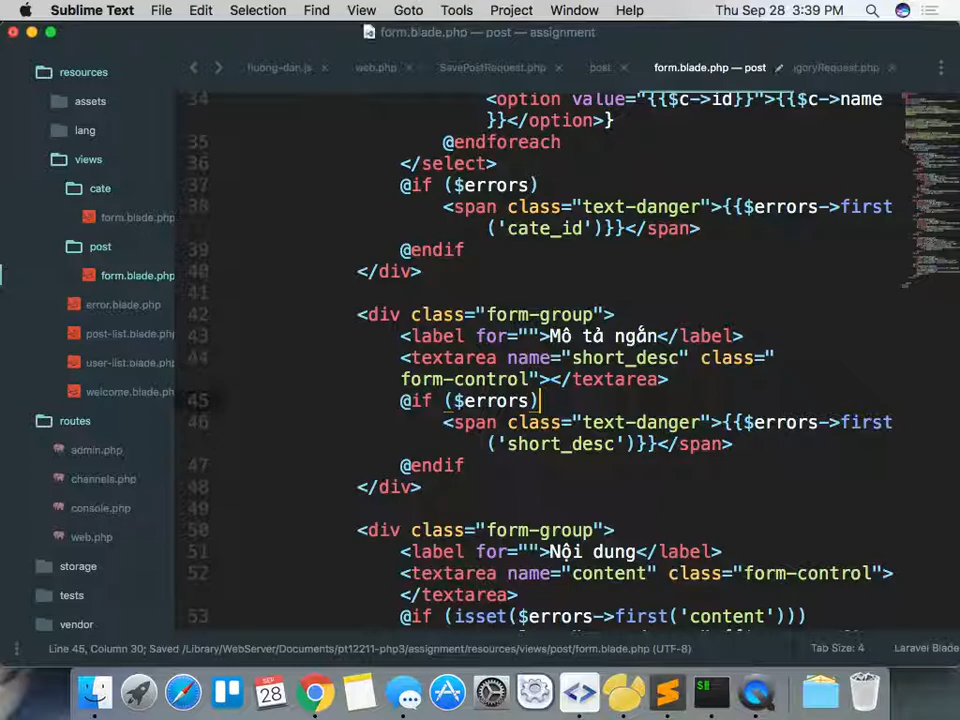 Sublime Text File Edit Selection Find View Goto Tools Project Window Help Thu Sep 28 3:39 PM
form.blade.php — post — assignment
huong-dan.js × web.php × SavePostRequest.php × post × form.blade.php — post goryRequest.php ×
resources
assets
lang
views
cate
form.blade.php
post
form.blade.php
error.blade.php
post-list.blade.php
user-list.blade.php
welcome.blade.php
routes
admin.php
channels.php
console.php
web.php
storage
tests
vendor
34 <option value="{{$c->id}}">{{$c->name
}}</option>}
35 @endforeach
36 </select>
37 @if ($errors)
38 <span class="text-danger">{{$errors->first
('cate_id')}}</span>
39 @endif
40 </div>
41
42 <div class="form-group">
43 <label for="">Mô tả ngắn</label>
44 <textarea name="short_desc" class="
form-control"></textarea>
45 @if ($errors)
46 <span class="text-danger">{{$errors->first
('short_desc')}}</span>
47 @endif
48 </div>
49
50 <div class="form-group">
51 <label for="">Nội dung</label>
52 <textarea name="content" class="form-control">
</textarea>
53 @if (isset($errors->first('content')))
Line 45, Column 30; Saved /Library/WebServer/Documents/pt12211-php3/assignment/resources/views/post/form.blade.php (UTF-8) Tab Size: 4 Laravel Blade
SEP
28